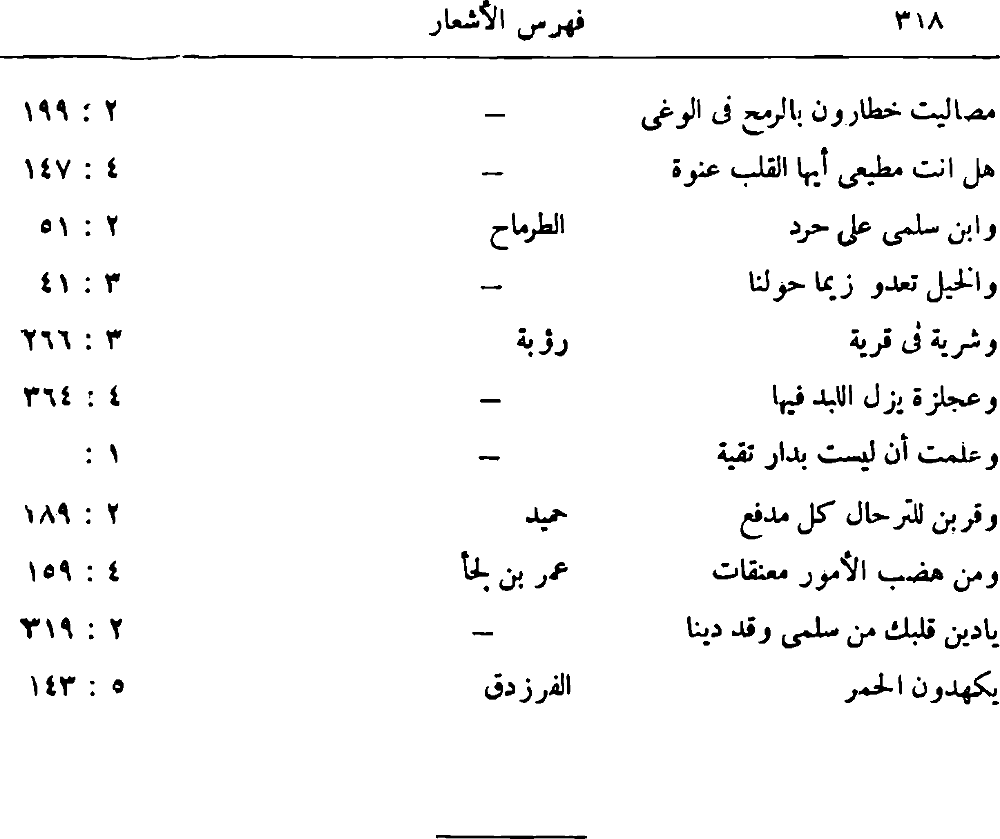 ٣١٨ فهرس الأشعار
مصاليت خطارون بالرمح فى الوغى – ٢ : ١٩٩
هل انت مطيعى أيها القلب عنوة – ٤ : ١٤٧
وابن سلمى على حرد الطرماح ٢ : ٥١
والخيل تعدو زيما حولنا – ٣ : ٤١
وشربة فى قربة رؤبة ٣ : ٢٦٦
وعجلزة يزل اللبد فيها – ٤ : ٣٦٤
وعلمت أن ليست بدار تقية – ١ :
وقربن للترحال كل مدفع حميد ٢ : ١٨٩
ومن هضب الأمور معنقات عمر بن لجأ ٤ : ١٥٩
يادين قلبك من سلمى وقد دينا – ٢ : ٣١٩
يكهدون الحمر الفرزدق ٥ : ١٤٣